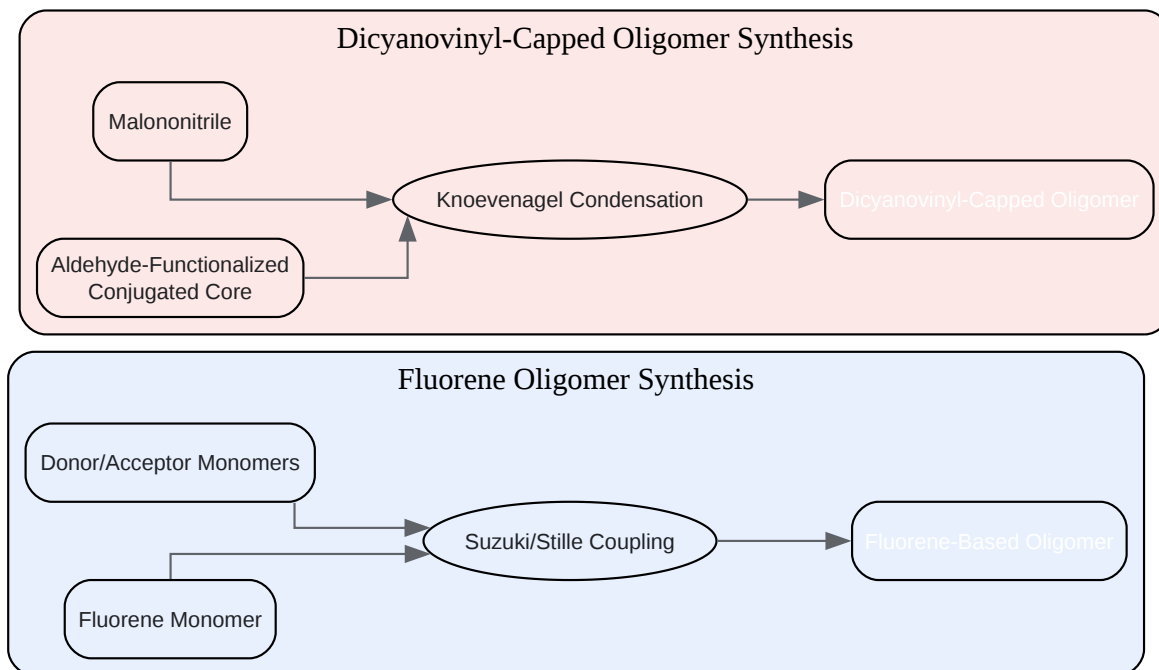 Dicyanovinyl-Capped Oligomer Synthesis
Malononitrile
Knoevenagel Condensation
Dicyanovinyl-Capped Oligomer
Aldehyde-Functionalized
Conjugated Core
Fluorene Oligomer Synthesis
Donor/Acceptor Monomers
Suzuki/Stille Coupling
Fluorene-Based Oligomer
Fluorene Monomer